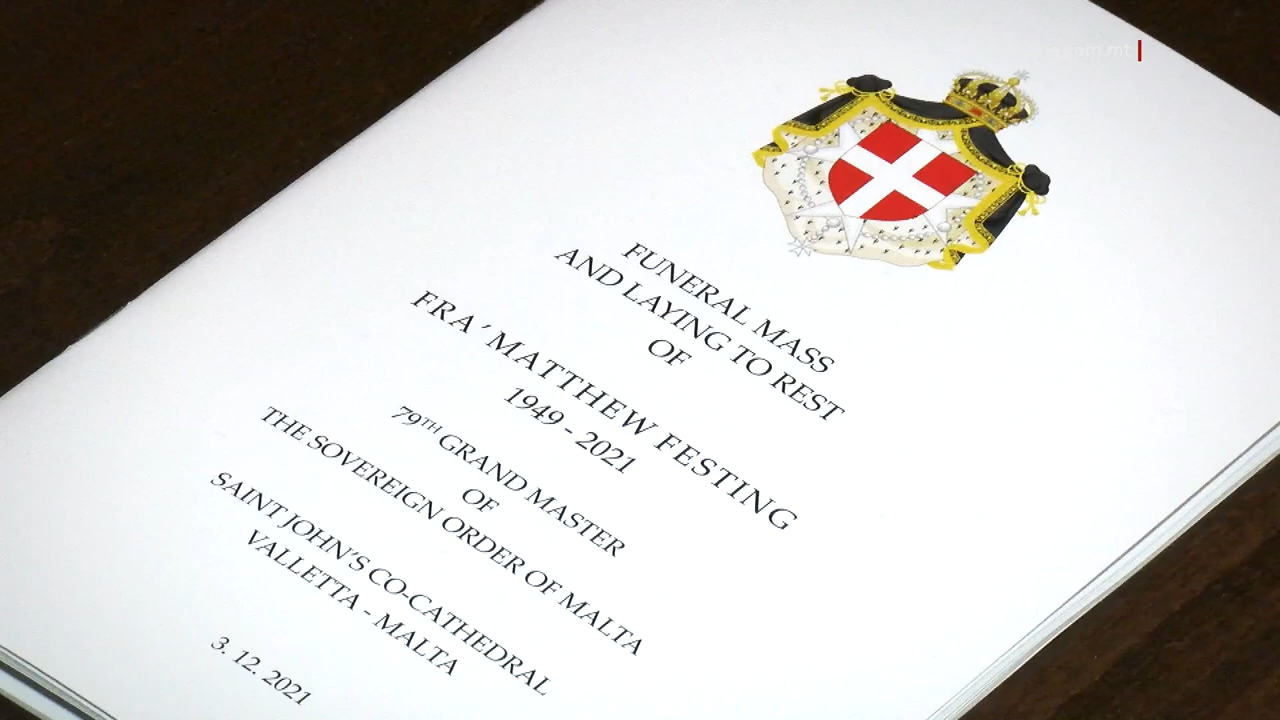 FUNERAL MASS
AND LAYING TO REST
OF
FRA' MATTHEW FESTING
1949 - 2021
79TH GRAND MASTER
OF
THE SOVEREIGN ORDER OF MALTA
SAINT JOHN'S CO-CATHEDRAL
VALLETTA - MALTA
3. 12. 2021